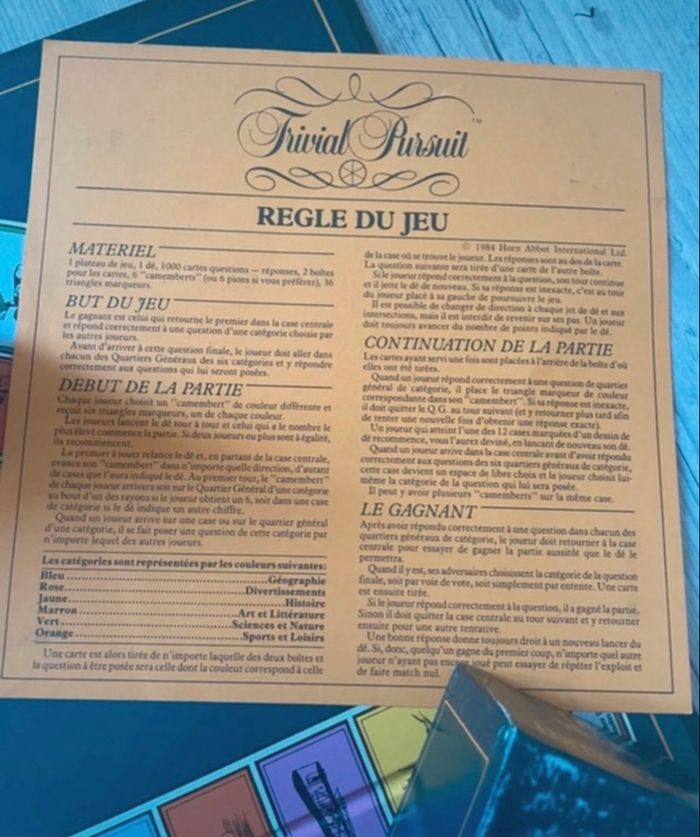 Trivial Pursuit ™
REGLE DU JEU
MATERIEL
1 plateau de jeu, 1 dé, 1000 cartes questions — réponses, 2 boîtes
pour les cartes, 6 "camemberts" (ou 6 pions si vous préférez), 36
triangles marqueurs.
BUT DU JEU
Le gagnant est celui qui retourne le premier dans la case centrale
et répond correctement à une question d'une catégorie choisie par
les autres joueurs.
Avant d'arriver à cette question finale, le joueur doit aller dans
chacun des Quartiers Généraux des six catégories et y répondre
correctement aux questions qui lui seront posées.
DEBUT DE LA PARTIE
Chaque joueur choisit un "camembert" de couleur différente et
reçoit six triangles marqueurs, un de chaque couleur.
Les joueurs lancent le dé tour à tour et celui qui a le nombre le
plus élevé commence la partie. Si deux joueurs ou plus sont à égalité,
ils recommencent.
Le premier à jouer relance le dé et, en partant de la case centrale,
avance son "camembert" dans n'importe quelle direction, d'autant
de cases que l'aura indiqué le dé. Au premier tour, le "camembert"
de chaque joueur arrivera soit sur le Quartier Général d'une catégorie
au bout d'un des rayons si le joueur obtient un 6, soit dans une case
de catégorie si le dé indique un autre chiffre.
Quand un joueur arrive sur une case ou sur le quartier général
d'une catégorie, il se fait poser une question de cette catégorie par
n'importe lequel des autres joueurs.
Les catégories sont représentées par les couleurs suivantes:
Bleu ........ Géographie
Rose ........ Divertissements
Jaune ........ Histoire
Marron ........ Art et Littérature
Vert ........ Sciences et Nature
Orange ........ Sports et Loisirs
Une carte est alors tirée de n'importe laquelle des deux boîtes et
la question à être posée sera celle dont la couleur correspond à celle
© 1984 Horn Abbot International Ltd.
de la case où se trouve le joueur. Les réponses sont au dos de la carte.
La question suivante sera tirée d'une carte de l'autre boîte.
Si le joueur répond correctement à la question, son tour continue
et il jette le dé de nouveau. Si sa réponse est inexacte, c'est au tour
du joueur placé à sa gauche de poursuivre le jeu.
Il est possible de changer de direction à chaque jet de dé et aux
intersections, mais il est interdit de revenir sur ses pas. Un joueur
doit toujours avancer du nombre de points indiqué par le dé.
CONTINUATION DE LA PARTIE
Les cartes ayant servi une fois sont placées à l'arrière de la boîte d'où
elles ont été tirées.
Quand un joueur répond correctement à une question de quartier
général de catégorie, il place le triangle marqueur de couleur
correspondante dans son "camembert". Si sa réponse est inexacte,
il doit quitter le Q.G. au tour suivant (et y retourner plus tard afin
de tenter une nouvelle fois d'obtenir une réponse exacte).
Un joueur qui atteint l'une des 12 cases marquées d'un dessin de
dé recommence, vous l'aurez deviné, en lançant de nouveau son dé.
Quand un joueur arrive dans la case centrale avant d'avoir répondu
correctement aux questions des six quartiers généraux de catégorie,
cette case devient un espace de libre choix et le joueur choisit lui-
même la catégorie de la question qui lui sera posée.
Il peut y avoir plusieurs "camemberts" sur la même case.
LE GAGNANT
Après avoir répondu correctement à une question dans chacun des
quartiers généraux de catégorie, le joueur doit retourner à la case
centrale pour essayer de gagner la partie aussitôt que le dé le
permettra.
Quand il y est, ses adversaires choisissent la catégorie de la question
finale, soit par voie de vote, soit simplement par entente. Une carte
est ensuite tirée.
Si le joueur répond correctement à la question, il a gagné la partie.
Sinon il doit quitter la case centrale au tour suivant et y retourner
ensuite pour une autre tentative.
Une bonne réponse donne toujours droit à un nouveau lancer du
dé. Si, donc, quelqu'un gagne du premier coup, n'importe quel autre
joueur n'ayant pas encore joué peut essayer de répéter l'exploit et
de faire match nul.